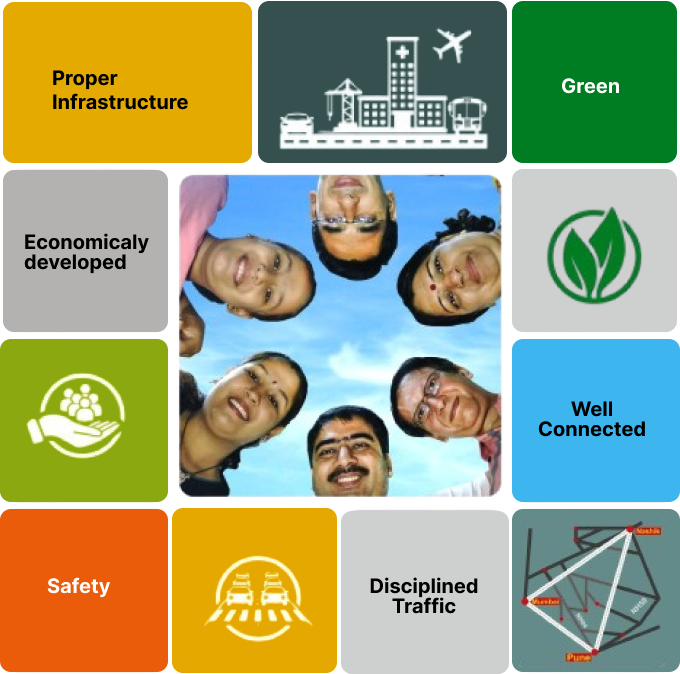 Proper
Infrastructure
Green
Economicaly
developed
Well
Connected
Safety
Disciplined
Traffic
Nashik
Mumbai
Pune